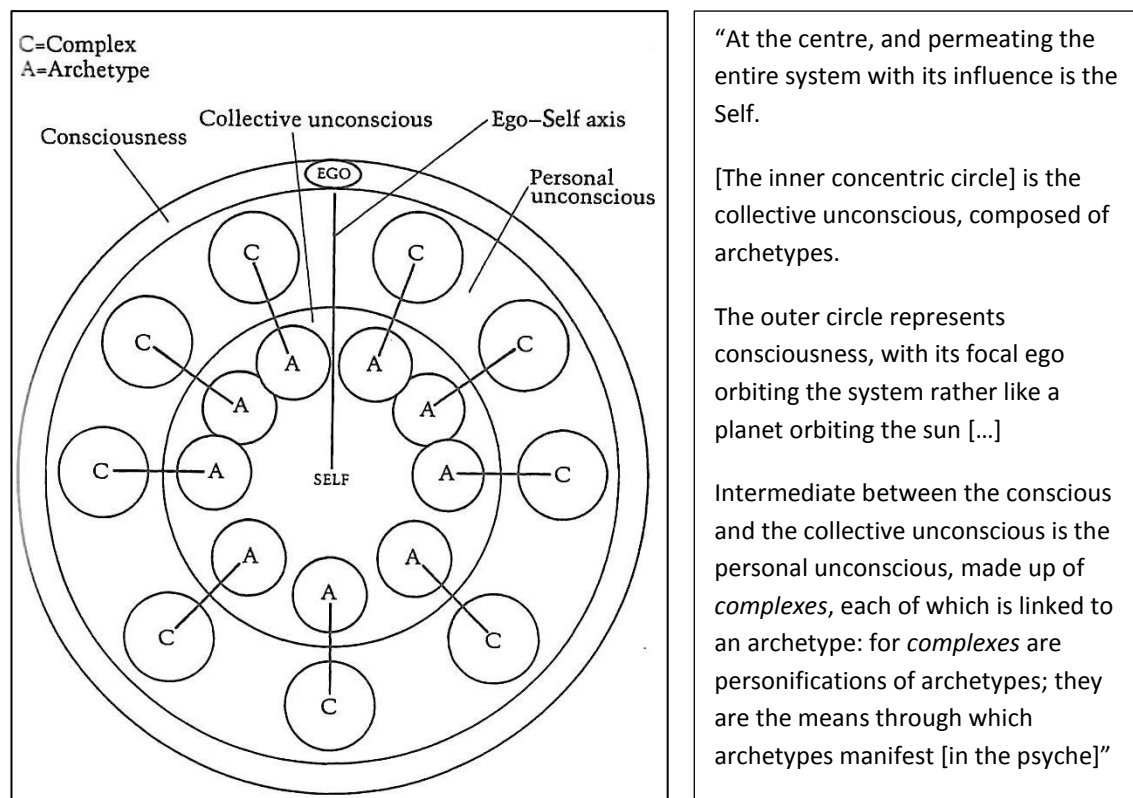 C=Complex
A=Archetype
Collective unconscious
Ego–Self axis
Consciousness
EGO
Personal
unconscious
C
C
C
C
A
A
A
A
C
A
SELF
A
C
A
A
A
C
C
C
“At the centre, and permeating the
entire system with its influence is the
Self.
[The inner concentric circle] is the
collective unconscious, composed of
archetypes.
The outer circle represents
consciousness, with its focal ego
orbiting the system rather like a
planet orbiting the sun […]
Intermediate between the conscious
and the collective unconscious is the
personal unconscious, made up of
complexes, each of which is linked to
an archetype: for complexes are
personifications of archetypes; they
are the means through which
archetypes manifest [in the psyche]”